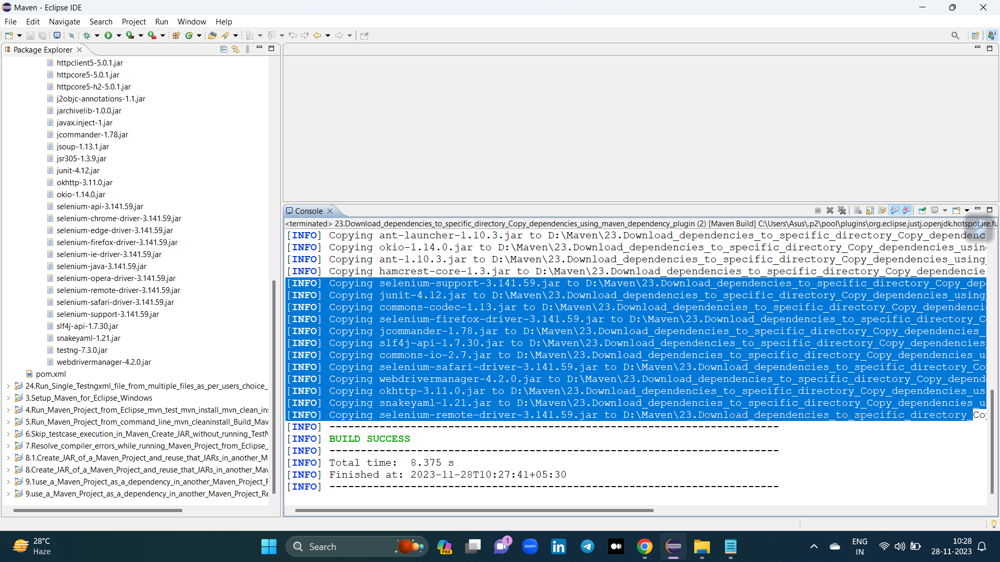 Maven - Eclipse IDE
File Edit Navigate Search Project Run Window Help
Package Explorer
httpclient5-5.0.1.jar
httpcore5-5.0.1.jar
httpcore5-h2-5.0.1.jar
j2objc-annotations-1.1.jar
jarchivelib-1.0.0.jar
javax.inject-1.jar
jcommander-1.78.jar
jsoup-1.13.1.jar
jsr305-1.3.9.jar
junit-4.12.jar
okhttp-3.11.0.jar
okio-1.14.0.jar
selenium-api-3.141.59.jar
selenium-chrome-driver-3.141.59.jar
selenium-edge-driver-3.141.59.jar
selenium-firefox-driver-3.141.59.jar
selenium-ie-driver-3.141.59.jar
selenium-java-3.141.59.jar
selenium-opera-driver-3.141.59.jar
selenium-remote-driver-3.141.59.jar
selenium-safari-driver-3.141.59.jar
selenium-support-3.141.59.jar
slf4j-api-1.7.30.jar
snakeyaml-1.21.jar
testng-7.3.0.jar
webdrivermanager-4.2.0.jar
pom.xml
24.Run_Single_Testngxml_file_from_multiple_files_as_per_users_choice_
3.Setup_Maven_for_Eclipse_Windows
4.Run_Maven_Project_from_Eclipse_mvn_test_mvn_install_mvn_clean_ins
5.Run_Maven_Project_from_command_line_mvn_cleaninstall_Build_Mav
6.Skip_testcase_execution_in_Maven_Create_JAR_without_running_TestN
7.Resolve_compiler_errors_while_running_Maven_Project_from_Eclipse_
8.1.Create_JAR_of_a_Maven_Project_and_reuse_that_JARs_in_another_M
8.Create_JAR_of_a_Maven_Project_and_reuse_that_JARs_in_another_Mav
9.1use_a_Maven_Project_as_a_dependency_in_another_Maven_Project_F
9.use_a_Maven_Project_as_a_dependency_in_another_Maven_Project_Re
Console
<terminated> 23.Download_dependencies_to_specific_directory_Copy_dependencies_using_maven_dependency_plugin (2) [Maven Build] C:\Users\Asus\.p2\pool\plugins\org.eclipse.justj.openjdk.hotspot.jre.fu
[INFO] Copying ant-launcher-1.10.3.jar to D:\Maven\23.Download_dependencies_to_specific_directory_Copy_dependenc
[INFO] Copying okio-1.14.0.jar to D:\Maven\23.Download_dependencies_to_specific_directory_Copy_dependencies_usin
[INFO] Copying ant-1.10.3.jar to D:\Maven\23.Download_dependencies_to_specific_directory_Copy_dependencies_using_
[INFO] Copying hamcrest-core-1.3.jar to D:\Maven\23.Download_dependencies_to_specific_directory_Copy_dependencie
[INFO] Copying selenium-support-3.141.59.jar to D:\Maven\23.Download_dependencies_to_specific_directory_Copy_dep
[INFO] Copying junit-4.12.jar to D:\Maven\23.Download_dependencies_to_specific_directory_Copy_dependencies_using_
[INFO] Copying commons-codec-1.13.jar to D:\Maven\23.Download_dependencies_to_specific_directory_Copy_dependenci
[INFO] Copying selenium-firefox-driver-3.141.59.jar to D:\Maven\23.Download_dependencies_to_specific_directory_C
[INFO] Copying jcommander-1.78.jar to D:\Maven\23.Download_dependencies_to_specific_directory_Copy_dependencies_
[INFO] Copying slf4j-api-1.7.30.jar to D:\Maven\23.Download_dependencies_to_specific_directory_Copy_dependencies
[INFO] Copying commons-io-2.7.jar to D:\Maven\23.Download_dependencies_to_specific_directory_Copy_dependencies_u
[INFO] Copying selenium-safari-driver-3.141.59.jar to D:\Maven\23.Download_dependencies_to_specific_directory_Co
[INFO] Copying webdrivermanager-4.2.0.jar to D:\Maven\23.Download_dependencies_to_specific_directory_Copy_depend
[INFO] Copying okhttp-3.11.0.jar to D:\Maven\23.Download_dependencies_to_specific_directory_Copy_dependencies_us
[INFO] Copying snakeyaml-1.21.jar to D:\Maven\23.Download_dependencies_to_specific_directory_Copy_dependencies_u
[INFO] Copying selenium-remote-driver-3.141.59.jar to D:\Maven\23.Download_dependencies_to_specific_directory_Co
[INFO] ------------------------------------------------------------------------
[INFO] BUILD SUCCESS
[INFO] ------------------------------------------------------------------------
[INFO] Total time:  8.375 s
[INFO] Finished at: 2023-11-28T10:27:41+05:30
[INFO] ------------------------------------------------------------------------
28°C
Haze
Search
PRE
1
zoom
in
ENG
IN
10:28
28-11-2023